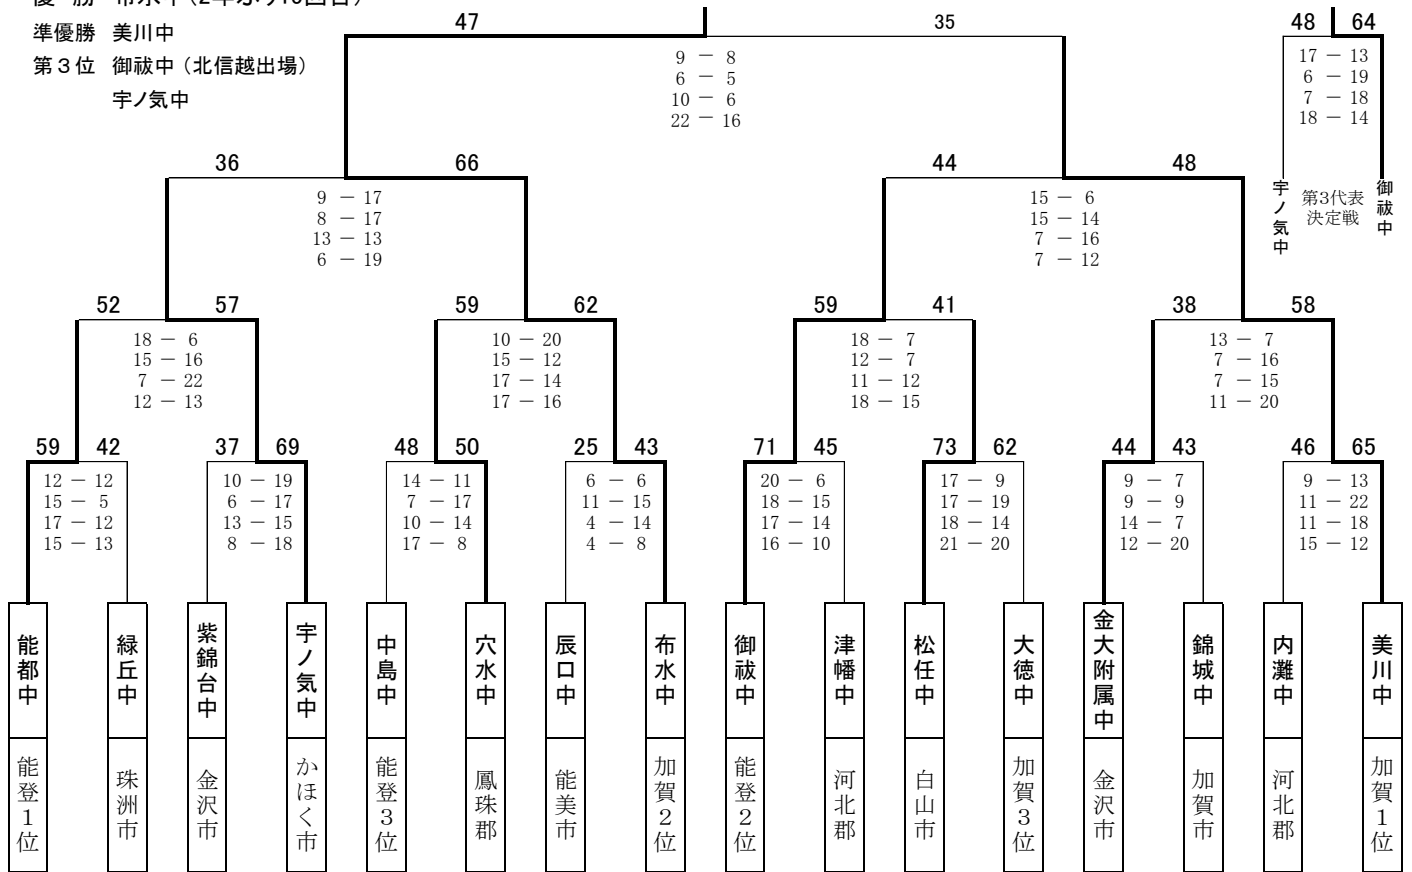 準優勝 美川中
第３位 御祓中（北信越出場）
宇ノ気中
47 35
9 － 8
6 － 5
10 － 6
22 － 16
48 64
17 － 13
6 － 19
7 － 18
18 － 14
宇ノ気中
第3代表
決定戦
御祓中
36 66
9 － 17
8 － 17
13 － 13
6 － 19
44 48
15 － 6
15 － 14
7 － 16
7 － 12
52 57
18 － 6
15 － 16
7 － 22
12 － 13
59 62
10 － 20
15 － 12
17 － 14
17 － 16
59 41
18 － 7
12 － 7
11 － 12
18 － 15
38 58
13 － 7
7 － 16
7 － 15
11 － 20
59 42
12 － 12
15 － 5
17 － 12
15 － 13
37 69
10 － 19
6 － 17
13 － 15
8 － 18
48 50
14 － 11
7 － 17
10 － 14
17 － 8
25 43
6 － 6
11 － 15
4 － 14
4 － 8
71 45
20 － 6
18 － 15
17 － 14
16 － 10
73 62
17 － 9
17 － 19
18 － 14
21 － 20
44 43
9 － 7
9 － 9
14 － 7
12 － 20
46 65
9 － 13
11 － 22
11 － 18
15 － 12
能都中
能登１位
緑丘中
珠洲市
紫錦台中
金沢市
宇ノ気中
かほく市
中島中
能登３位
穴水中
鳳珠郡
辰口中
能美市
布水中
加賀２位
御祓中
能登２位
津幡中
河北郡
松任中
白山市
大徳中
加賀３位
金大附属中
金沢市
錦城中
加賀市
内灘中
河北郡
美川中
加賀１位